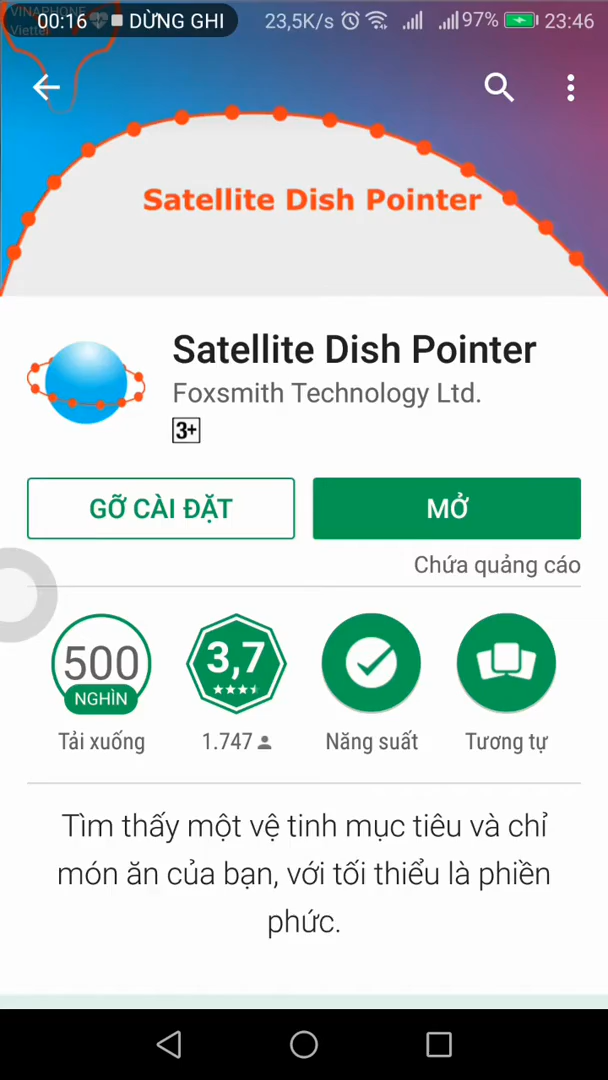 VINAPHONE
Viettel
00:16 DỪNG GHI 23,5K/s 97% 23:46
Satellite Dish Pointer
Satellite Dish Pointer
Foxsmith Technology Ltd.
3+
GỠ CÀI ĐẶT MỞ
Chứa quảng cáo
500 3,7
NGHÌN
Tải xuống 1.747 Năng suất Tương tự
Tìm thấy một vệ tinh mục tiêu và chỉ
món ăn của bạn, với tối thiểu là phiền
phức.